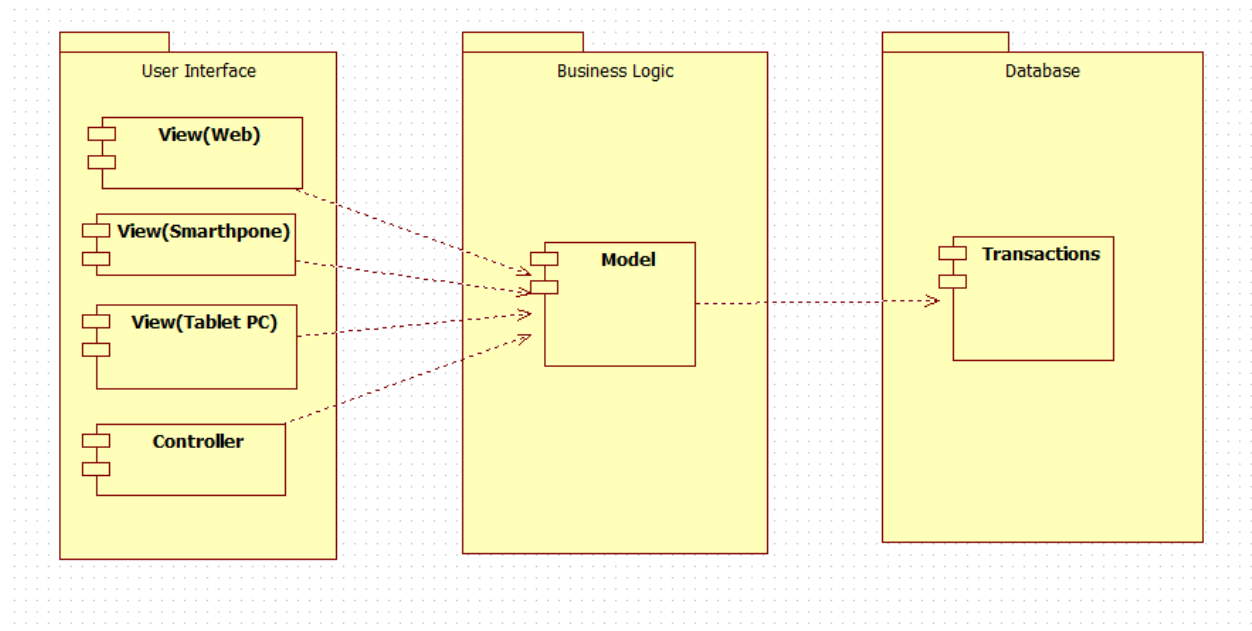 User Interface
View(Web)
View(Smarthpone)
View(Tablet PC)
Controller
Business Logic
Model
Database
Transactions